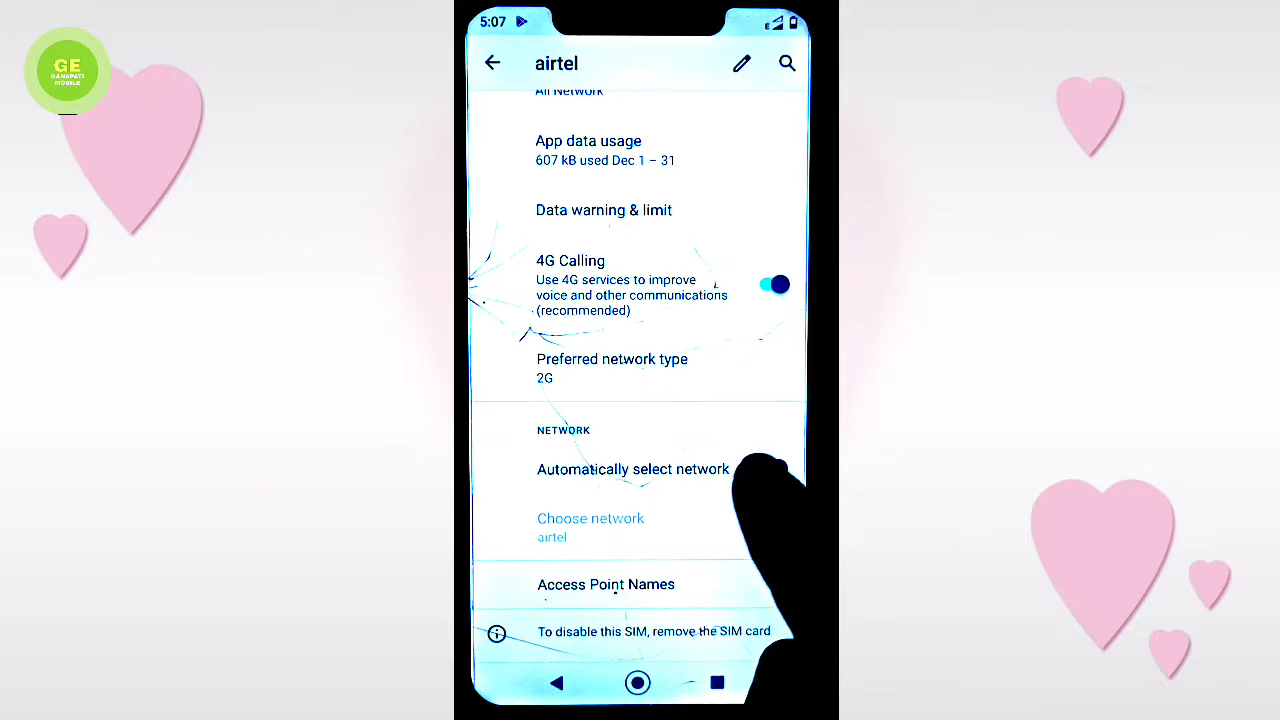 GE
GANAPATI
MOBILE
5:07
E
airtel
All Network
App data usage
607 kB used Dec 1 – 31
Data warning & limit
4G Calling
Use 4G services to improve
voice and other communications
(recommended)
Preferred network type
2G
NETWORK
Automatically select network
Choose network
airtel
Access Point Names
To disable this SIM, remove the SIM card